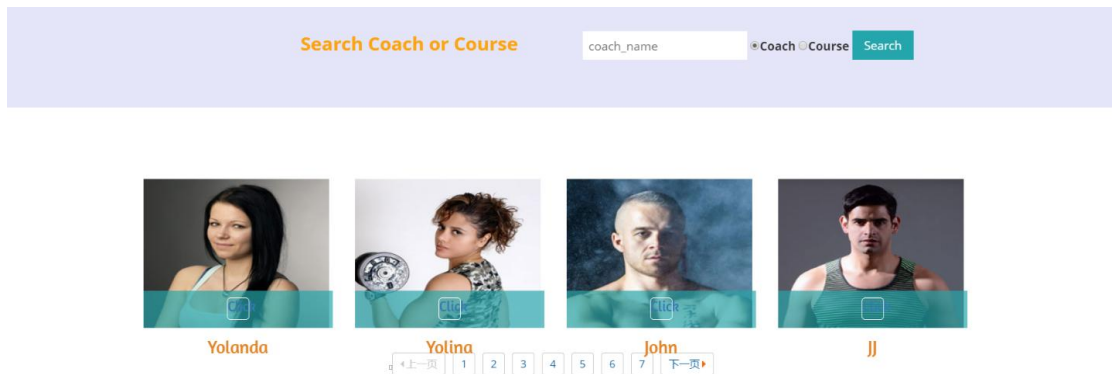 Search Coach or Course
coach_name Coach Course Search
Click Click Click
Yolanda Yolina John JJ
上一页 1 2 3 4 5 6 7 下一页